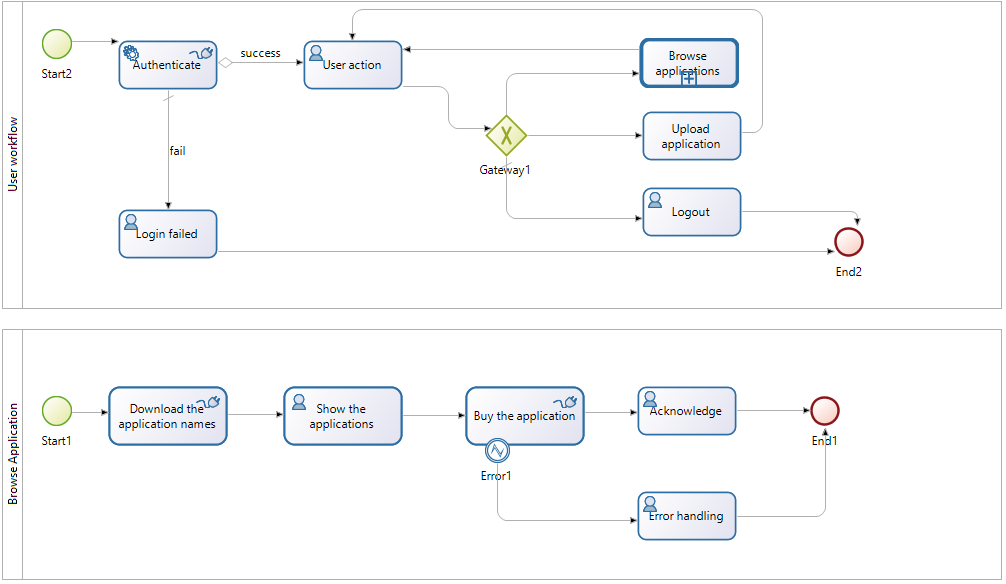 User workflow
Start2
Authenticate
success
User action
Browse
applications
Upload
application
Gateway1
fail
Login failed
Logout
End2
Browse Application
Start1
Download the
application names
Show the
applications
Buy the application
Error1
Acknowledge
End1
Error handling